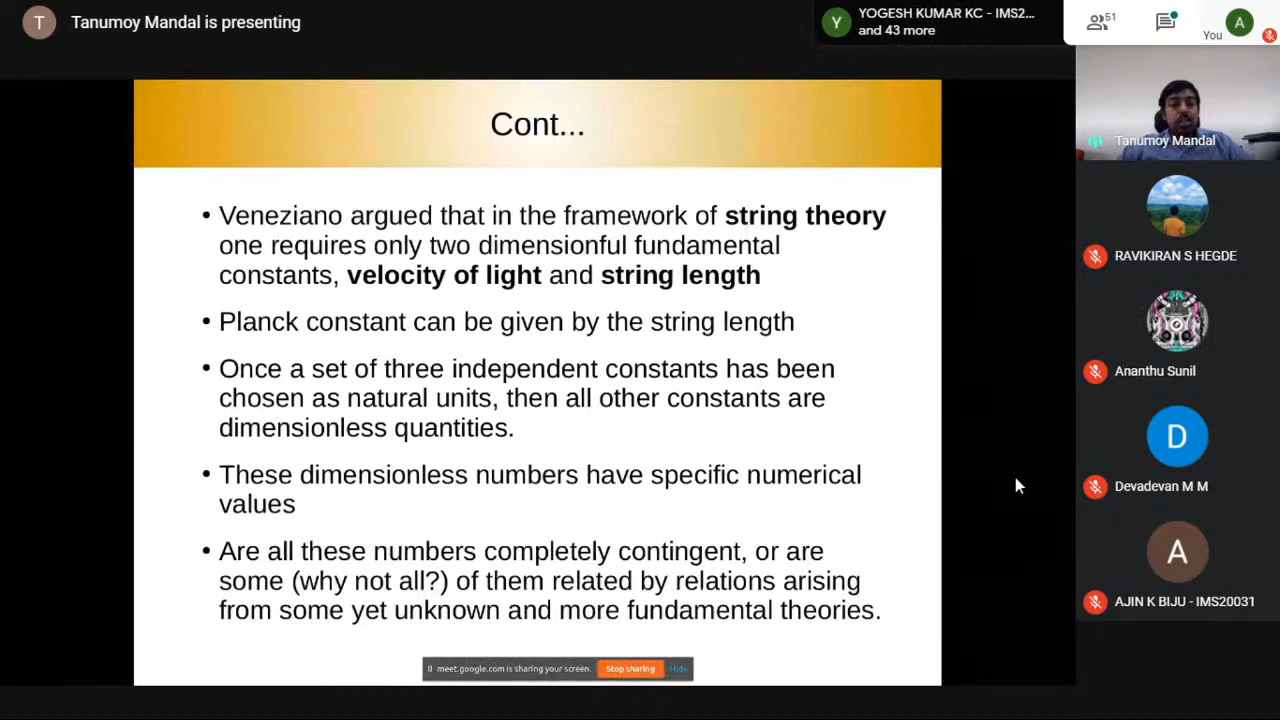 T
Tanumoy Mandal is presenting
Y
YOGESH KUMAR KC - IMS2...
and 43 more
51
You
A
Cont...
• Veneziano argued that in the framework of string theory
one requires only two dimensionful fundamental
constants, velocity of light and string length
• Planck constant can be given by the string length
• Once a set of three independent constants has been
chosen as natural units, then all other constants are
dimensionless quantities.
• These dimensionless numbers have specific numerical
values
• Are all these numbers completely contingent, or are
some (why not all?) of them related by relations arising
from some yet unknown and more fundamental theories.
meet.google.com is sharing your screen.
Stop sharing
Hide
Tanumoy Mandal
RAVIKIRAN S HEGDE
Ananthu Sunil
D
Devadevan M M
A
AJIN K BIJU - IMS20031